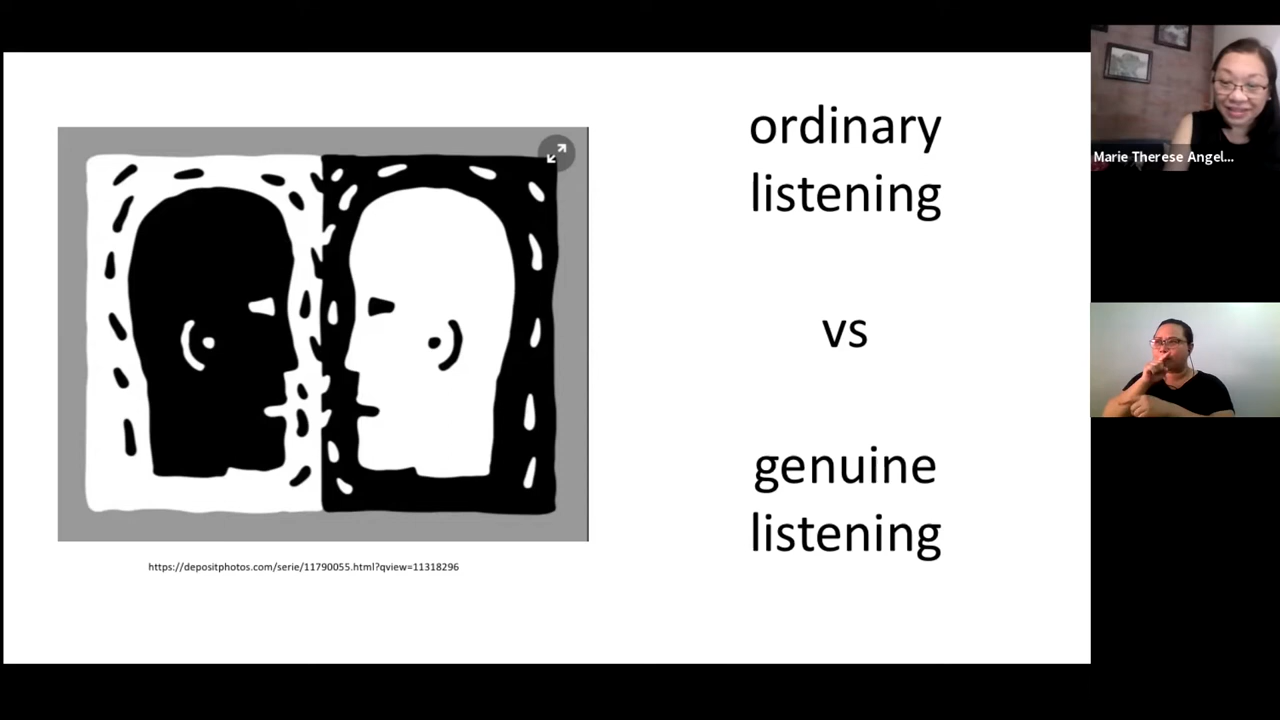 ordinary
listening
vs
genuine
listening
https://depositphotos.com/serie/11790055.html?qview=11318296
Marie Therese Angel...